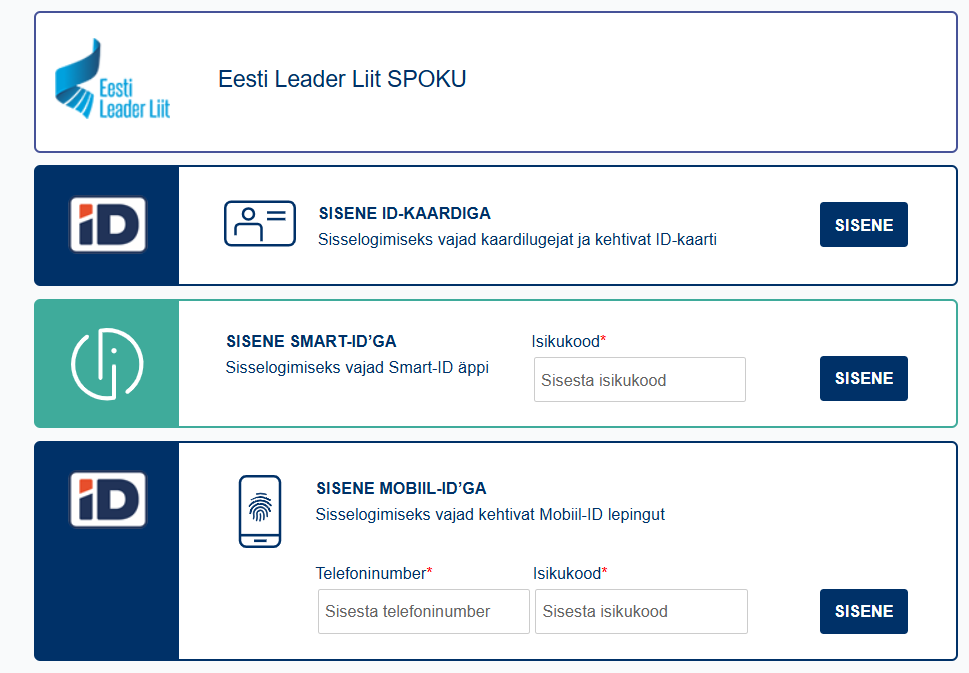 Eesti
Leader Liit
Eesti Leader Liit SPOKU
iD
SISENE ID-KAARDIGA
Sisselogimiseks vajad kaardilugejat ja kehtivat ID-kaarti
SISENE
SISENE SMART-ID’GA
Sisselogimiseks vajad Smart-ID äppi
Isikukood*
Sisesta isikukood
SISENE
iD
SISENE MOBIIL-ID’GA
Sisselogimiseks vajad kehtivat Mobiil-ID lepingut
Telefoninumber* Isikukood*
Sisesta telefoninumber Sisesta isikukood
SISENE